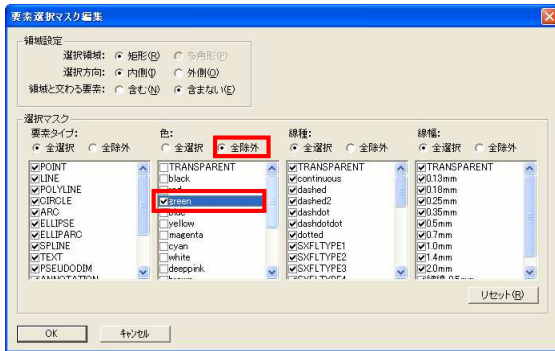 要素選択マスク編集
領域設定
選択領域: 矩形(R) 多角形(P)
選択方向: 内側(I) 外側(O)
領域と交わる要素: 含む(N) 含まない(E)
選択マスク
要素タイプ: 色: 線種: 線幅:
全選択 全除外 全選択 全除外 全選択 全除外 全選択 全除外
POINT TRANSPARENT TRANSPARENT TRANSPARENT
LINE black continuous 0.13mm
POLYLINE red dashed 0.18mm
CIRCLE green dashed2 0.25mm
ARC blue dashdot 0.35mm
ELLIPSE yellow dashdotdot 0.5mm
ELLIPARC magenta dotted 0.7mm
SPLINE cyan SXFLTYPE1 1.0mm
TEXT white SXFLTYPE2 1.4mm
PSEUDODIM deeppink SXFLTYPE3 2.0mm
ANNOTATION brown SXFLTYPE4
リセット(R)
OK キャンセル